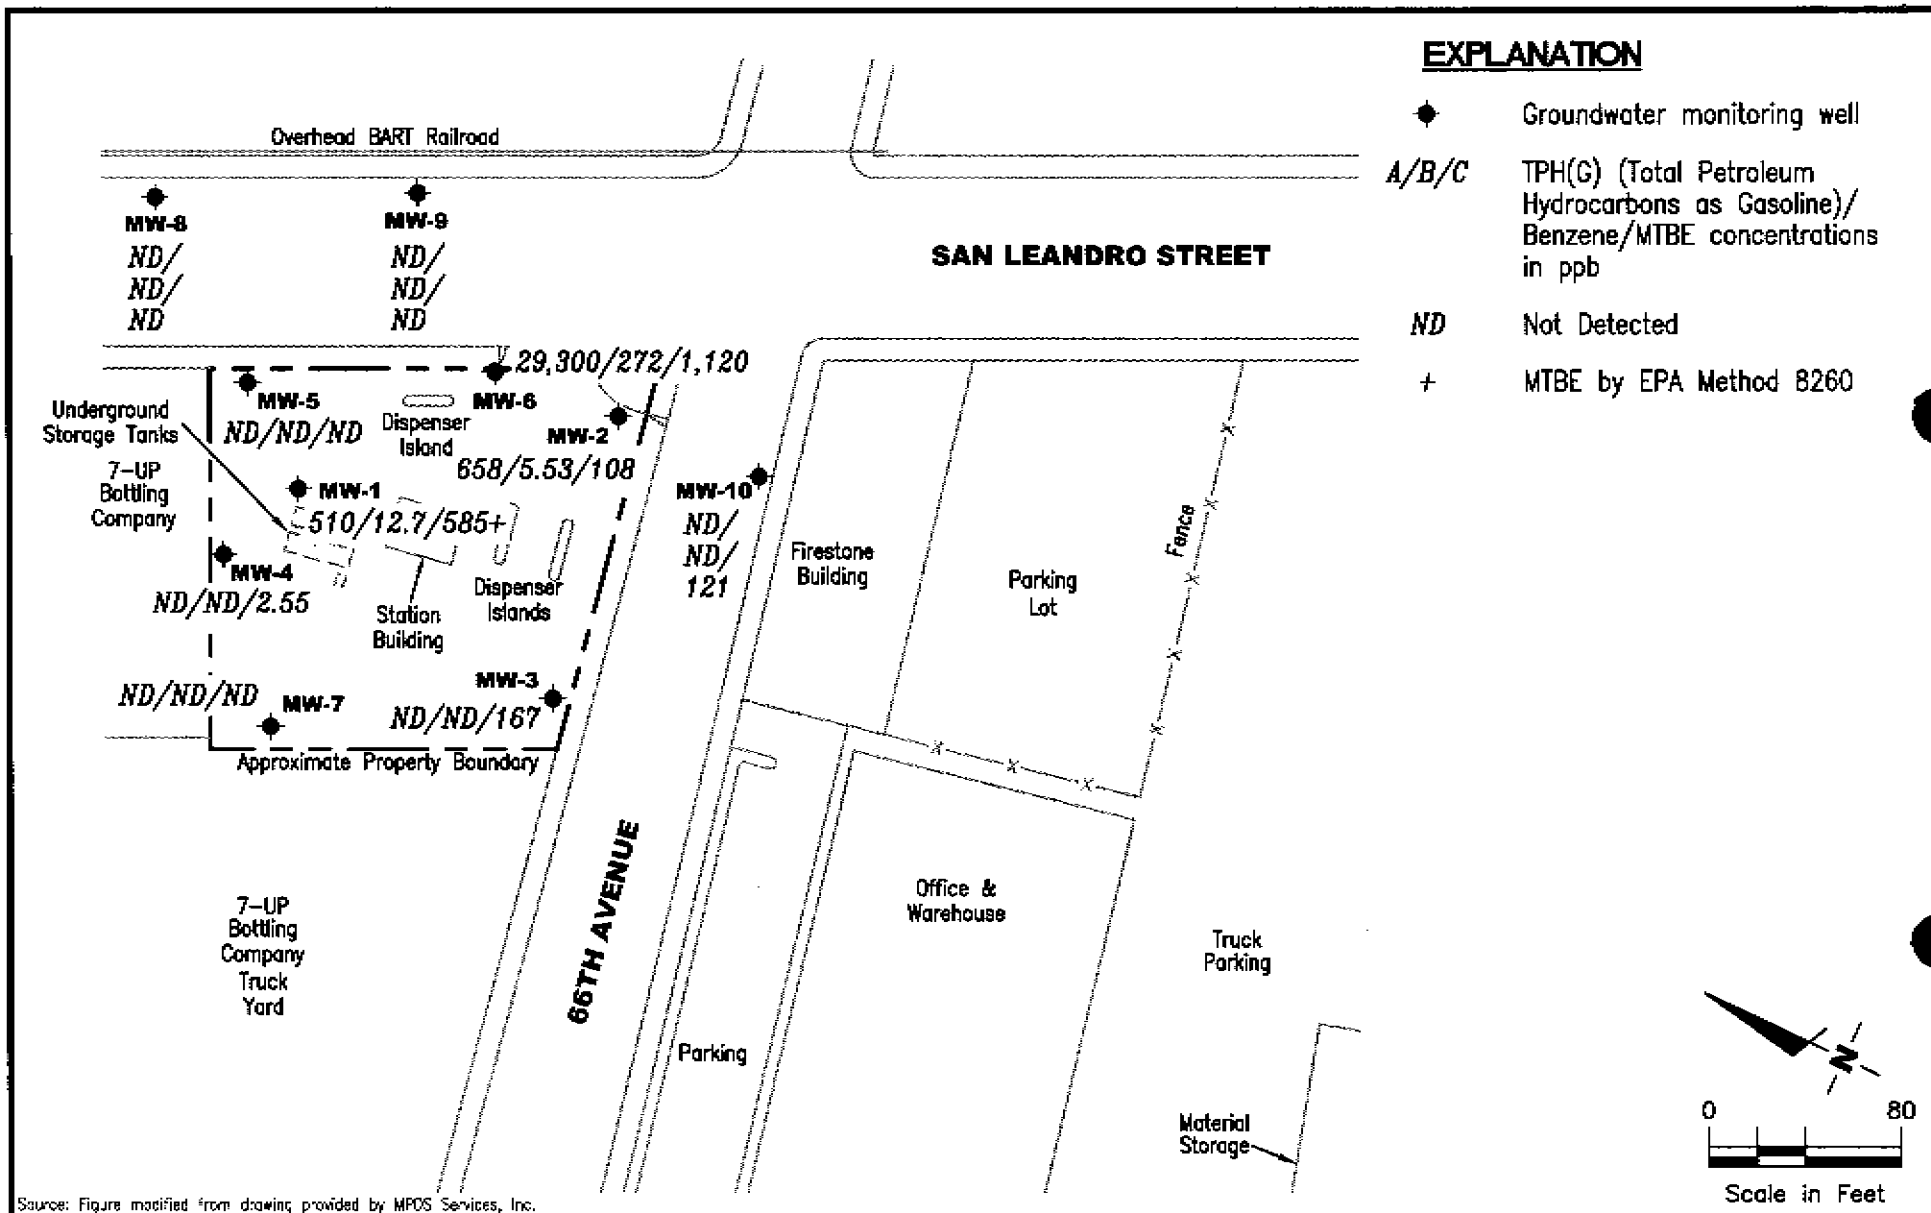 EXPLANATION
Groundwater monitoring well
A/B/C TPH(G) (Total Petroleum
Hydrocarbons as Gasoline)/
Benzene/MTBE concentrations
in ppb
ND Not Detected
+ MTBE by EPA Method 8260
Overhead BART Railroad
MW-8
ND/
ND/
ND
MW-9
ND/
ND/
ND
SAN LEANDRO STREET
29,300/272/1,120
MW-6
MW-5
ND/ND/ND
Dispenser
Island
MW-2
658/5.53/108
Underground
Storage Tanks
7-UP
Bottling
Company
MW-1
510/12.7/585+
MW-4
ND/ND/2.55
Station
Building
Dispenser
Islands
MW-10
ND/
ND/
121
Firestone
Building
Parking
Lot
Fence
X
X
X
X
X
X
X
X
ND/ND/ND
MW-7
MW-3
ND/ND/167
Approximate Property Boundary
66TH AVENUE
7-UP
Bottling
Company
Truck
Yard
Office &
Warehouse
Truck
Parking
Parking
Material
Storage
N
0 80
Scale in Feet
Source: Figure modified from drawing provided by MPDS Services, Inc.